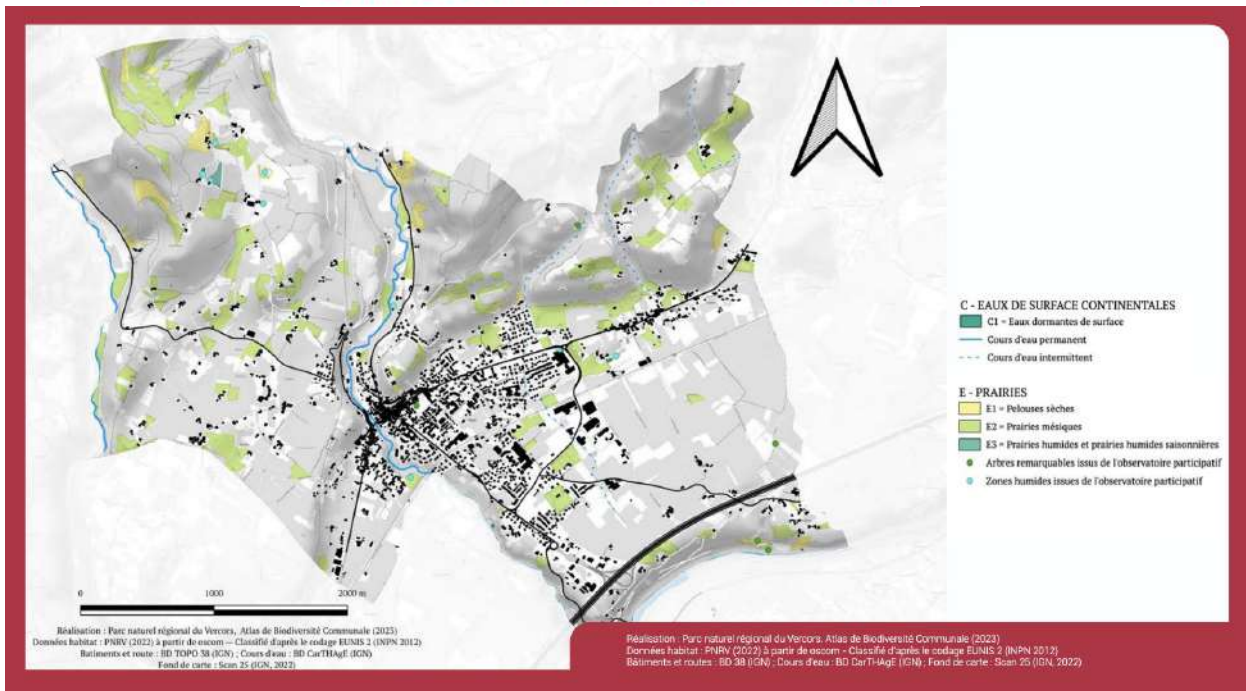 C - EAUX DE SURFACE CONTINENTALES
C1 = Eaux dormantes de surface
Cours d'eau permanent
Cours d'eau intermittent
E - PRAIRIES
E1 = Pelouses sèches
E2 = Prairies mésiques
E3 = Prairies humides et prairies humides saisonnières
Arbres remarquables issus de l'observatoire participatif
Zones humides issues de l'observatoire participatif
0 1000 2000 m
Réalisation : Parc naturel régional du Vercors, Atlas de Biodiversité Communale (2023)
Données habitat : PNRV (2022) à partir de oscom — Classifié d'après le codage EUNIS 2 (INPN 2012)
Batiments et route : BD TOPO 38 (IGN) ; Cours d'eau : BD CarTHAgE (IGN)
Fond de carte : Scan 25 (IGN, 2022)
Réalisation : Parc naturel régional du Vercors, Atlas de Biodiversité Communale (2023)
Données habitat : PNRV (2022) à partir de oscom - Classifié d'après le codage EUNIS 2 (INPN 2012)
Bâtiments et routes : BD 38 (IGN) ; Cours d'eau : BD CarTHAgE (IGN) ; Fond de carte : Scan 25 (IGN, 2022)